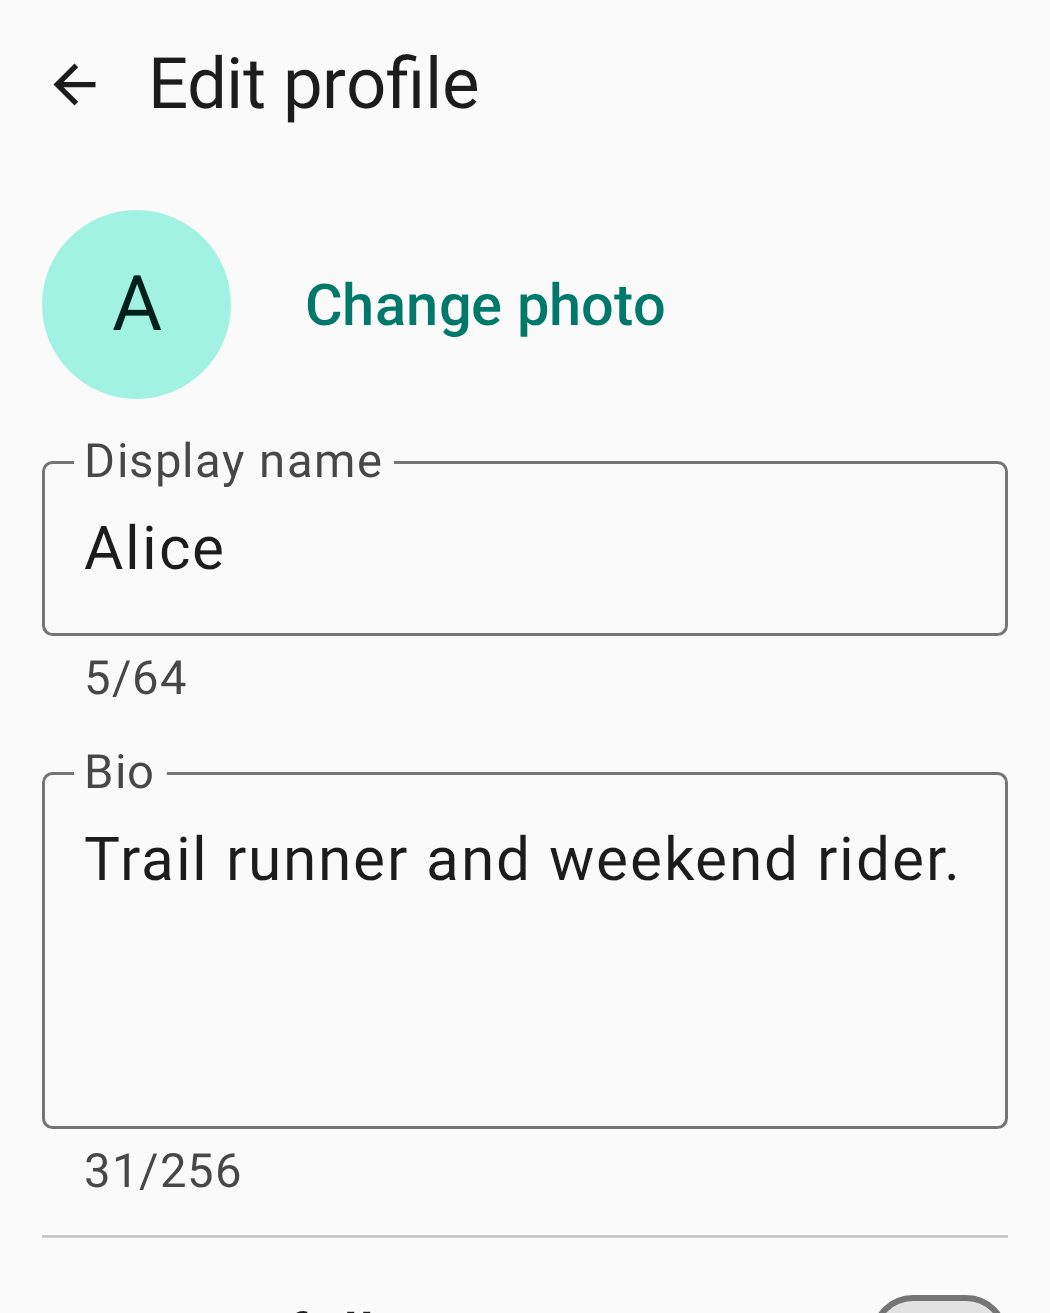 Edit profile
A
Change photo
Display name
Alice
5/64
Bio
Trail runner and weekend rider.
31/256